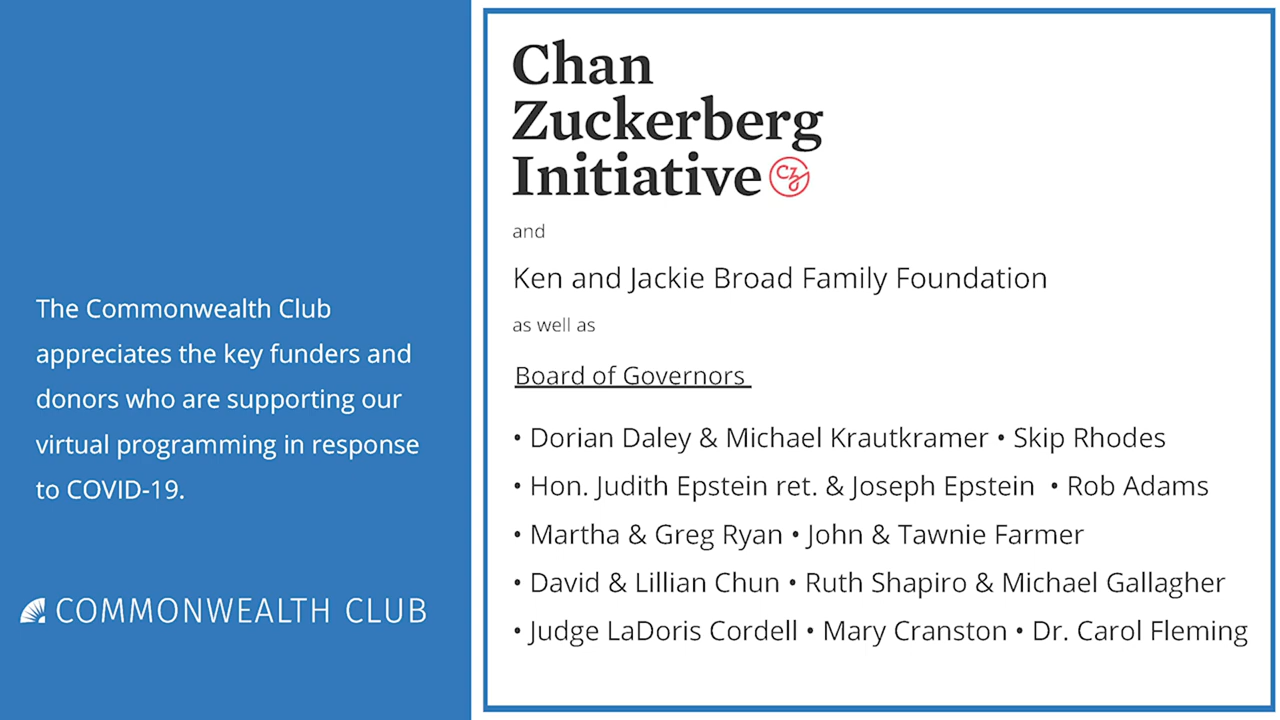 The Commonwealth Club
appreciates the key funders and
donors who are supporting our
virtual programming in response
to COVID-19.
COMMONWEALTH CLUB
Chan
Zuckerberg
Initiative
and
Ken and Jackie Broad Family Foundation
as well as
Board of Governors
• Dorian Daley & Michael Krautkramer • Skip Rhodes
• Hon. Judith Epstein ret. & Joseph Epstein • Rob Adams
• Martha & Greg Ryan • John & Tawnie Farmer
• David & Lillian Chun • Ruth Shapiro & Michael Gallagher
• Judge LaDoris Cordell • Mary Cranston • Dr. Carol Fleming